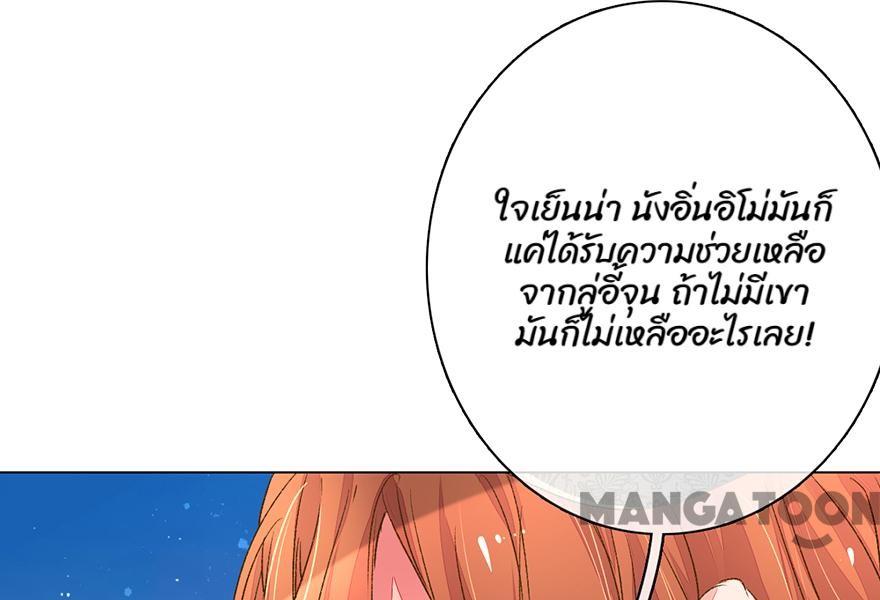 ใจเย็นน่า นังอิ่นอิโม่มันก็
แค่ได้รับความช่วยเหลือ
จากลู่อี้จุน ถ้าไม่มีเขา
มันก็ไม่เหลืออะไรเลย!
MANGATOON